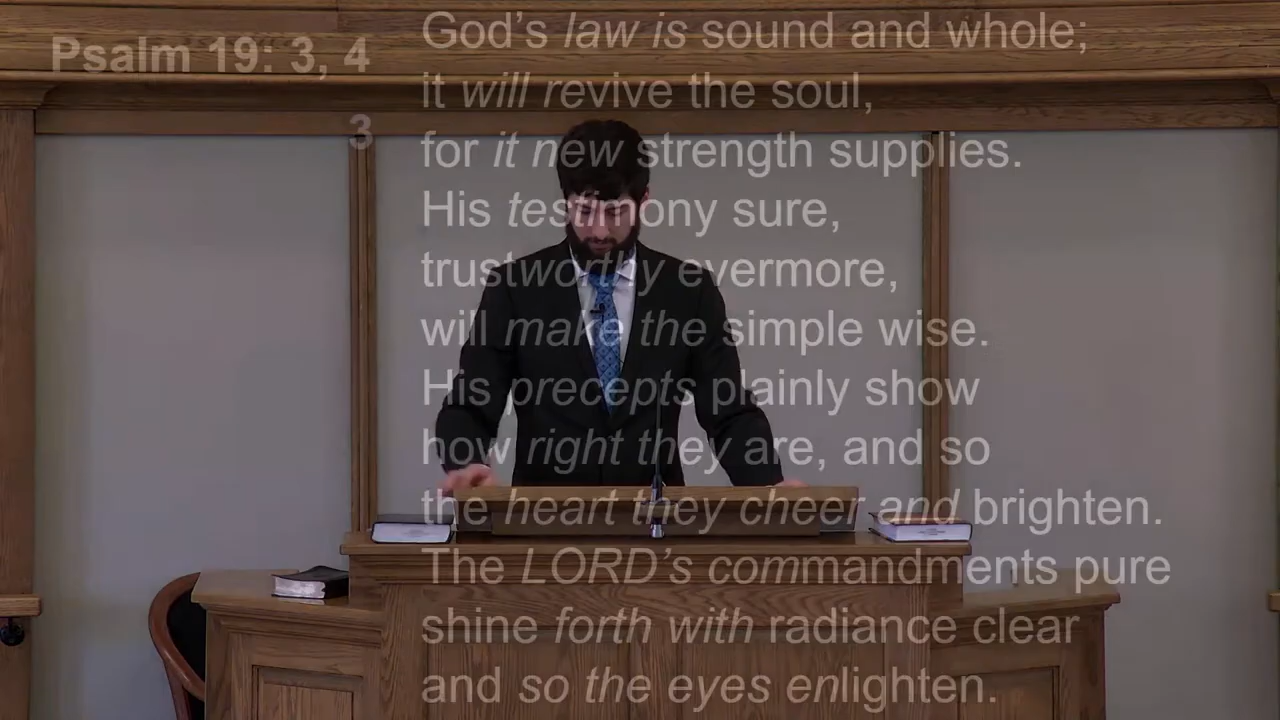 Psalm 19: 3, 4
3
God's law is sound and whole;
it will revive the soul,
for it new strength supplies.
His testimony sure,
trustworthy evermore,
will make the simple wise.
His precepts plainly show
how right they are, and so
the heart they cheer and brighten.
The LORD's commandments pure
shine forth with radiance clear
and so the eyes enlighten.